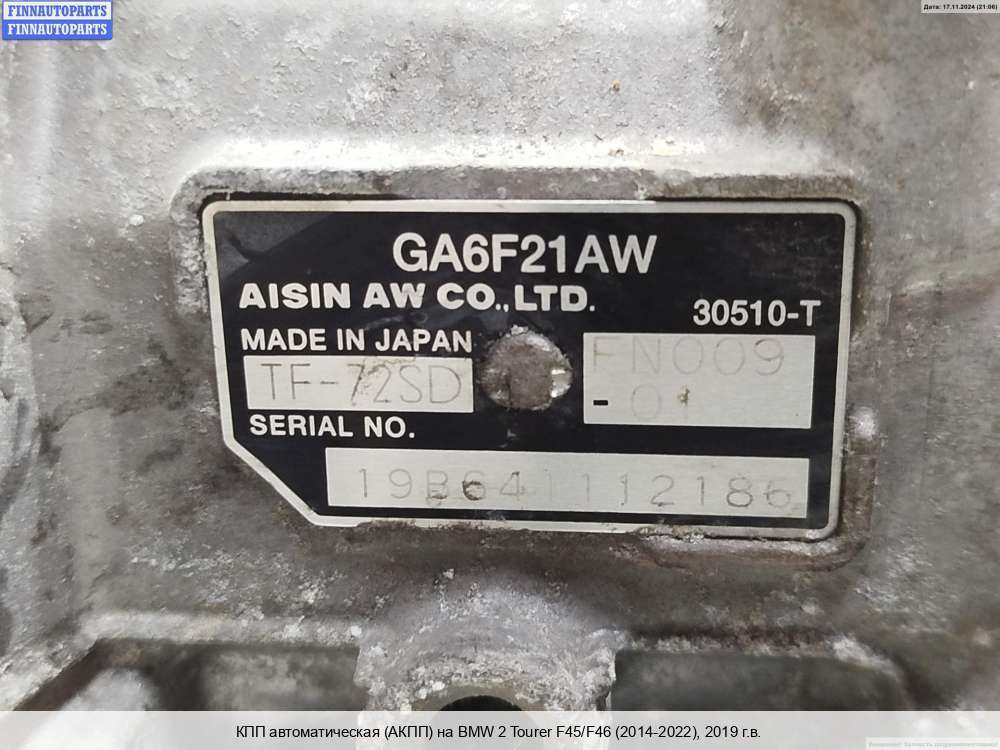 FINNAUTOPARTS
FINNAUTOPARTS
Дата: 17.11.2024 (21:06)
GA6F21AW
AISIN AW CO., LTD.
30510-T
MADE IN JAPAN
TF-72SD
FN009
-01
SERIAL NO.
19B641112186
КПП автоматическая (АКПП) на BMW 2 Tourer F45/F46 (2014-2022), 2019 г.в.